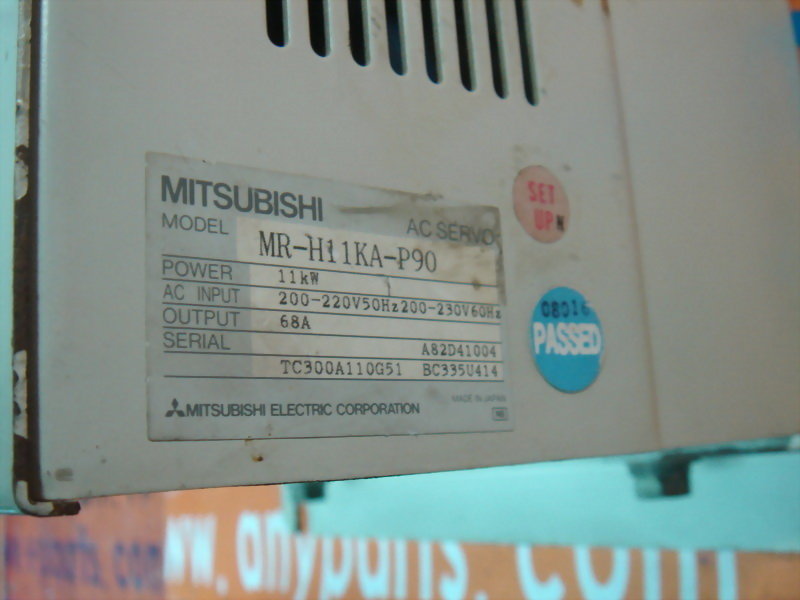 MITSUBISHI
AC SERVO
MODEL MR-H11KA-P90
POWER 11kW
AC INPUT 200-220V50Hz200-230V60Hz
OUTPUT 68A
SERIAL A82D41004
TC300A110G51 BC335U414
MADE IN JAPAN
MITSUBISHI ELECTRIC CORPORATION
SET
UP
08016
PASSED
www.anyparts.com